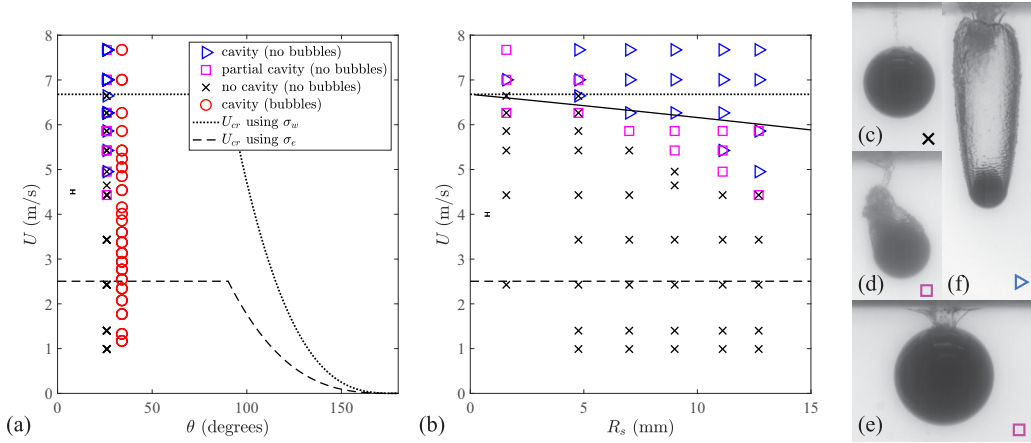 8
7
6
5
4
3
2
1
0
U (m/s)
0 50 100 150
θ (degrees)
(a)
cavity (no bubbles)
partial cavity (no bubbles)
no cavity (no bubbles)
cavity (bubbles)
U_cr using σ_w
U_cr using σ_e
8
7
6
5
4
3
2
1
0
U (m/s)
0 5 10 15
R_s (mm)
(b)
(c)
(d)
(f)
(e)